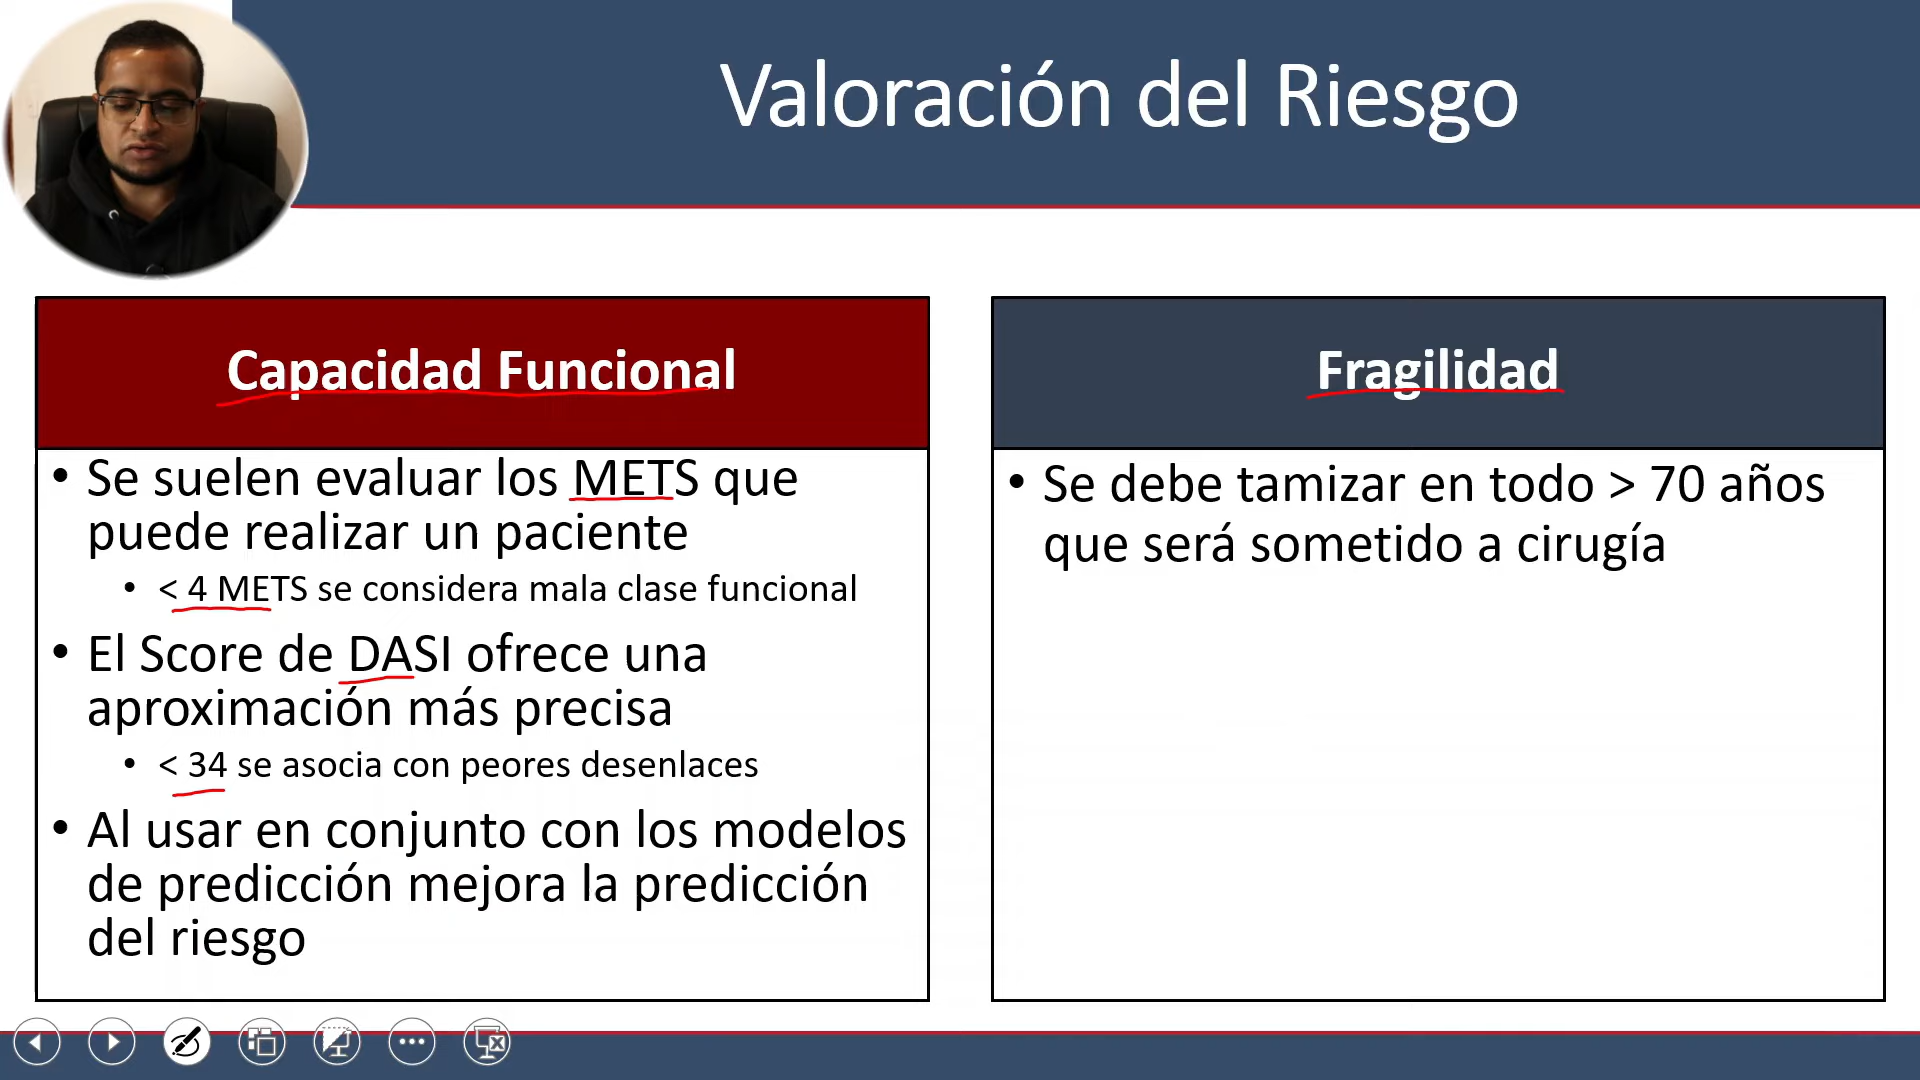 Valoración del Riesgo
Capacidad Funcional
• Se suelen evaluar los METS que
puede realizar un paciente
• < 4 METS se considera mala clase funcional
• El Score de DASI ofrece una
aproximación más precisa
• < 34 se asocia con peores desenlaces
• Al usar en conjunto con los modelos
de predicción mejora la predicción
del riesgo
Fragilidad
• Se debe tamizar en todo > 70 años
que será sometido a cirugía